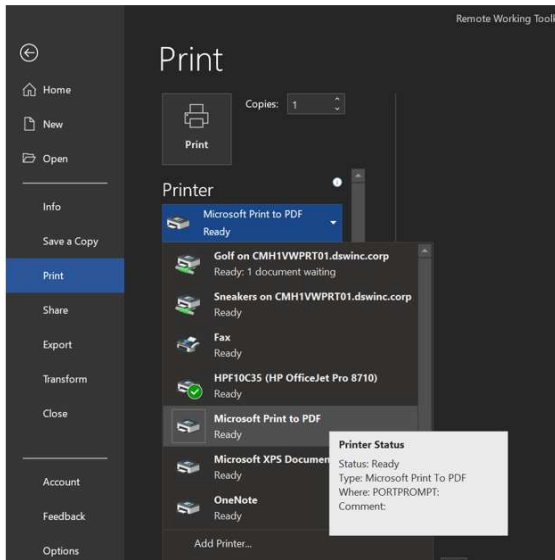 Remote Working Toolk
Print
Home
New
Open
Info
Save a Copy
Print
Share
Export
Transform
Close
Account
Feedback
Options
Copies: 1
Print
Printer
Microsoft Print to PDF
Ready
Golf on CMH1VWPRT01.dswinc.corp
Ready: 1 document waiting
Sneakers on CMH1VWPRT01.dswinc.corp
Ready
Fax
Ready
HPF10C35 (HP OfficeJet Pro 8710)
Ready
Microsoft Print to PDF
Ready
Microsoft XPS Documen
Ready
OneNote
Ready
Add Printer...
Printer Status
Status: Ready
Type: Microsoft Print To PDF
Where: PORTPROMPT:
Comment: